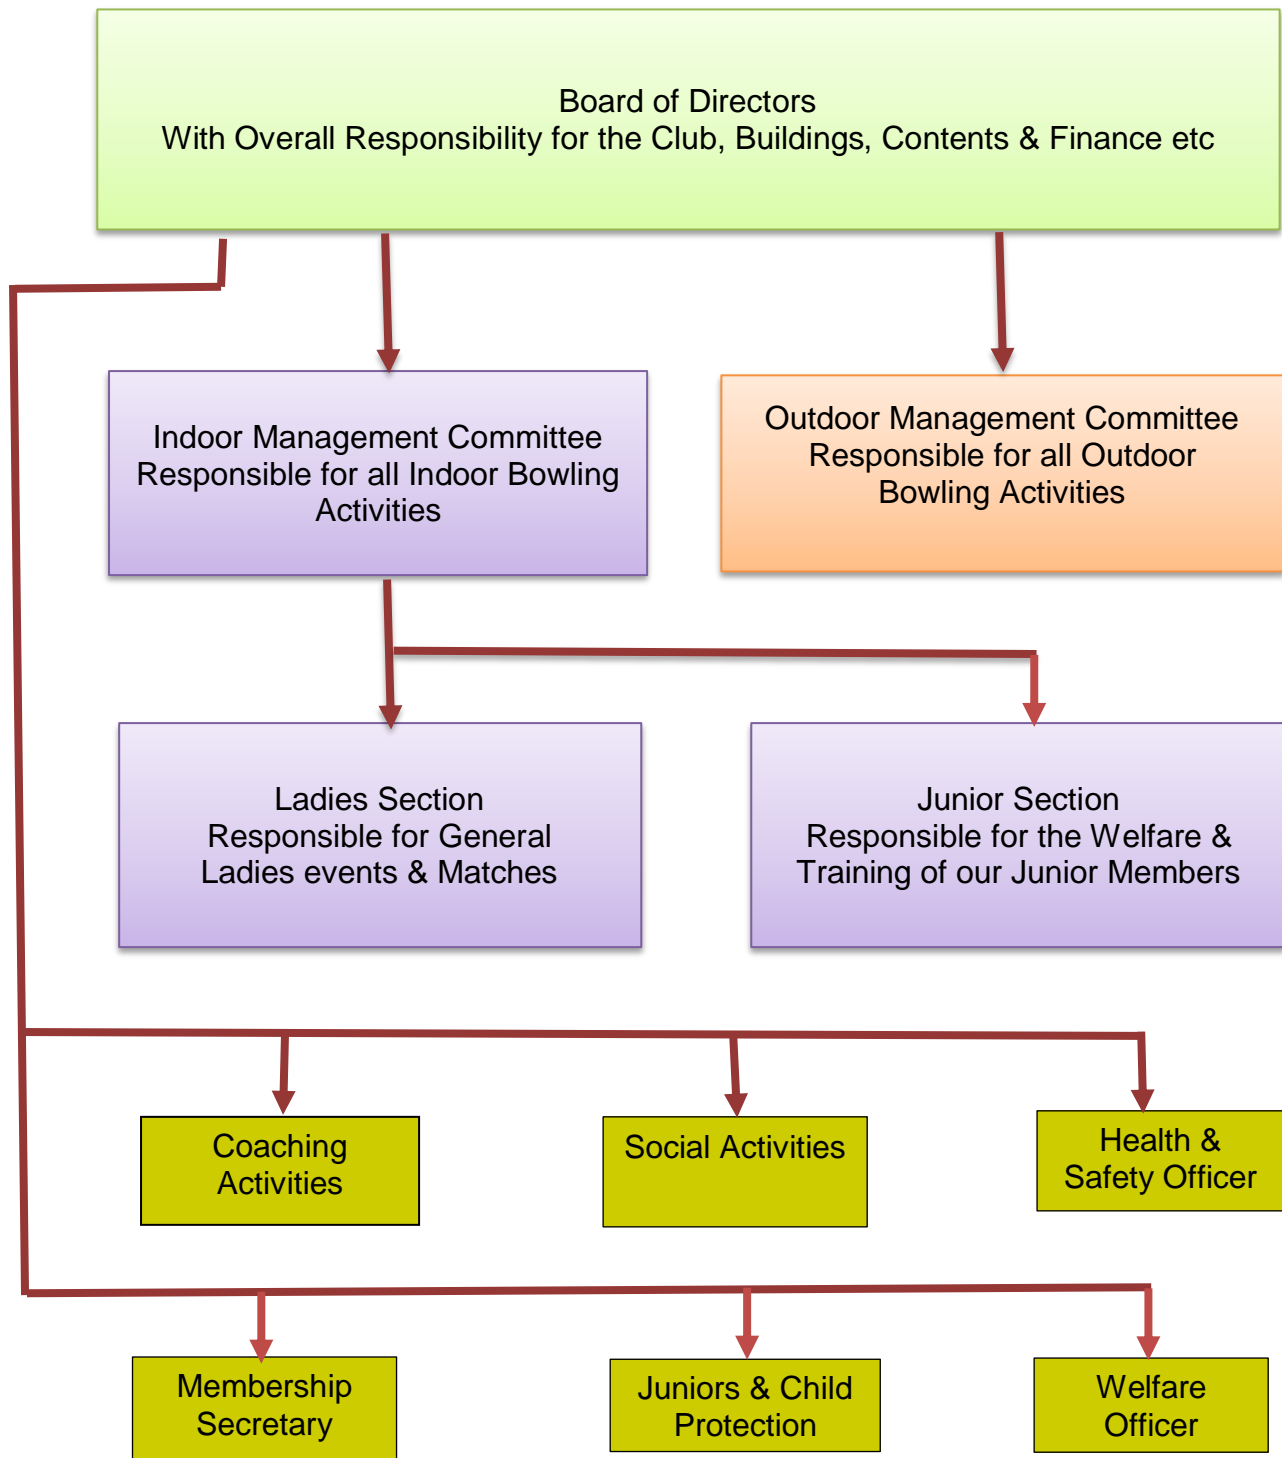 Board of Directors
With Overall Responsibility for the Club, Buildings, Contents & Finance etc
Indoor Management Committee
Responsible for all Indoor Bowling
Activities
Outdoor Management Committee
Responsible for all Outdoor
Bowling Activities
Ladies Section
Responsible for General
Ladies events & Matches
Junior Section
Responsible for the Welfare &
Training of our Junior Members
Coaching
Activities
Social Activities
Health &
Safety Officer
Membership
Secretary
Juniors & Child
Protection
Welfare
Officer